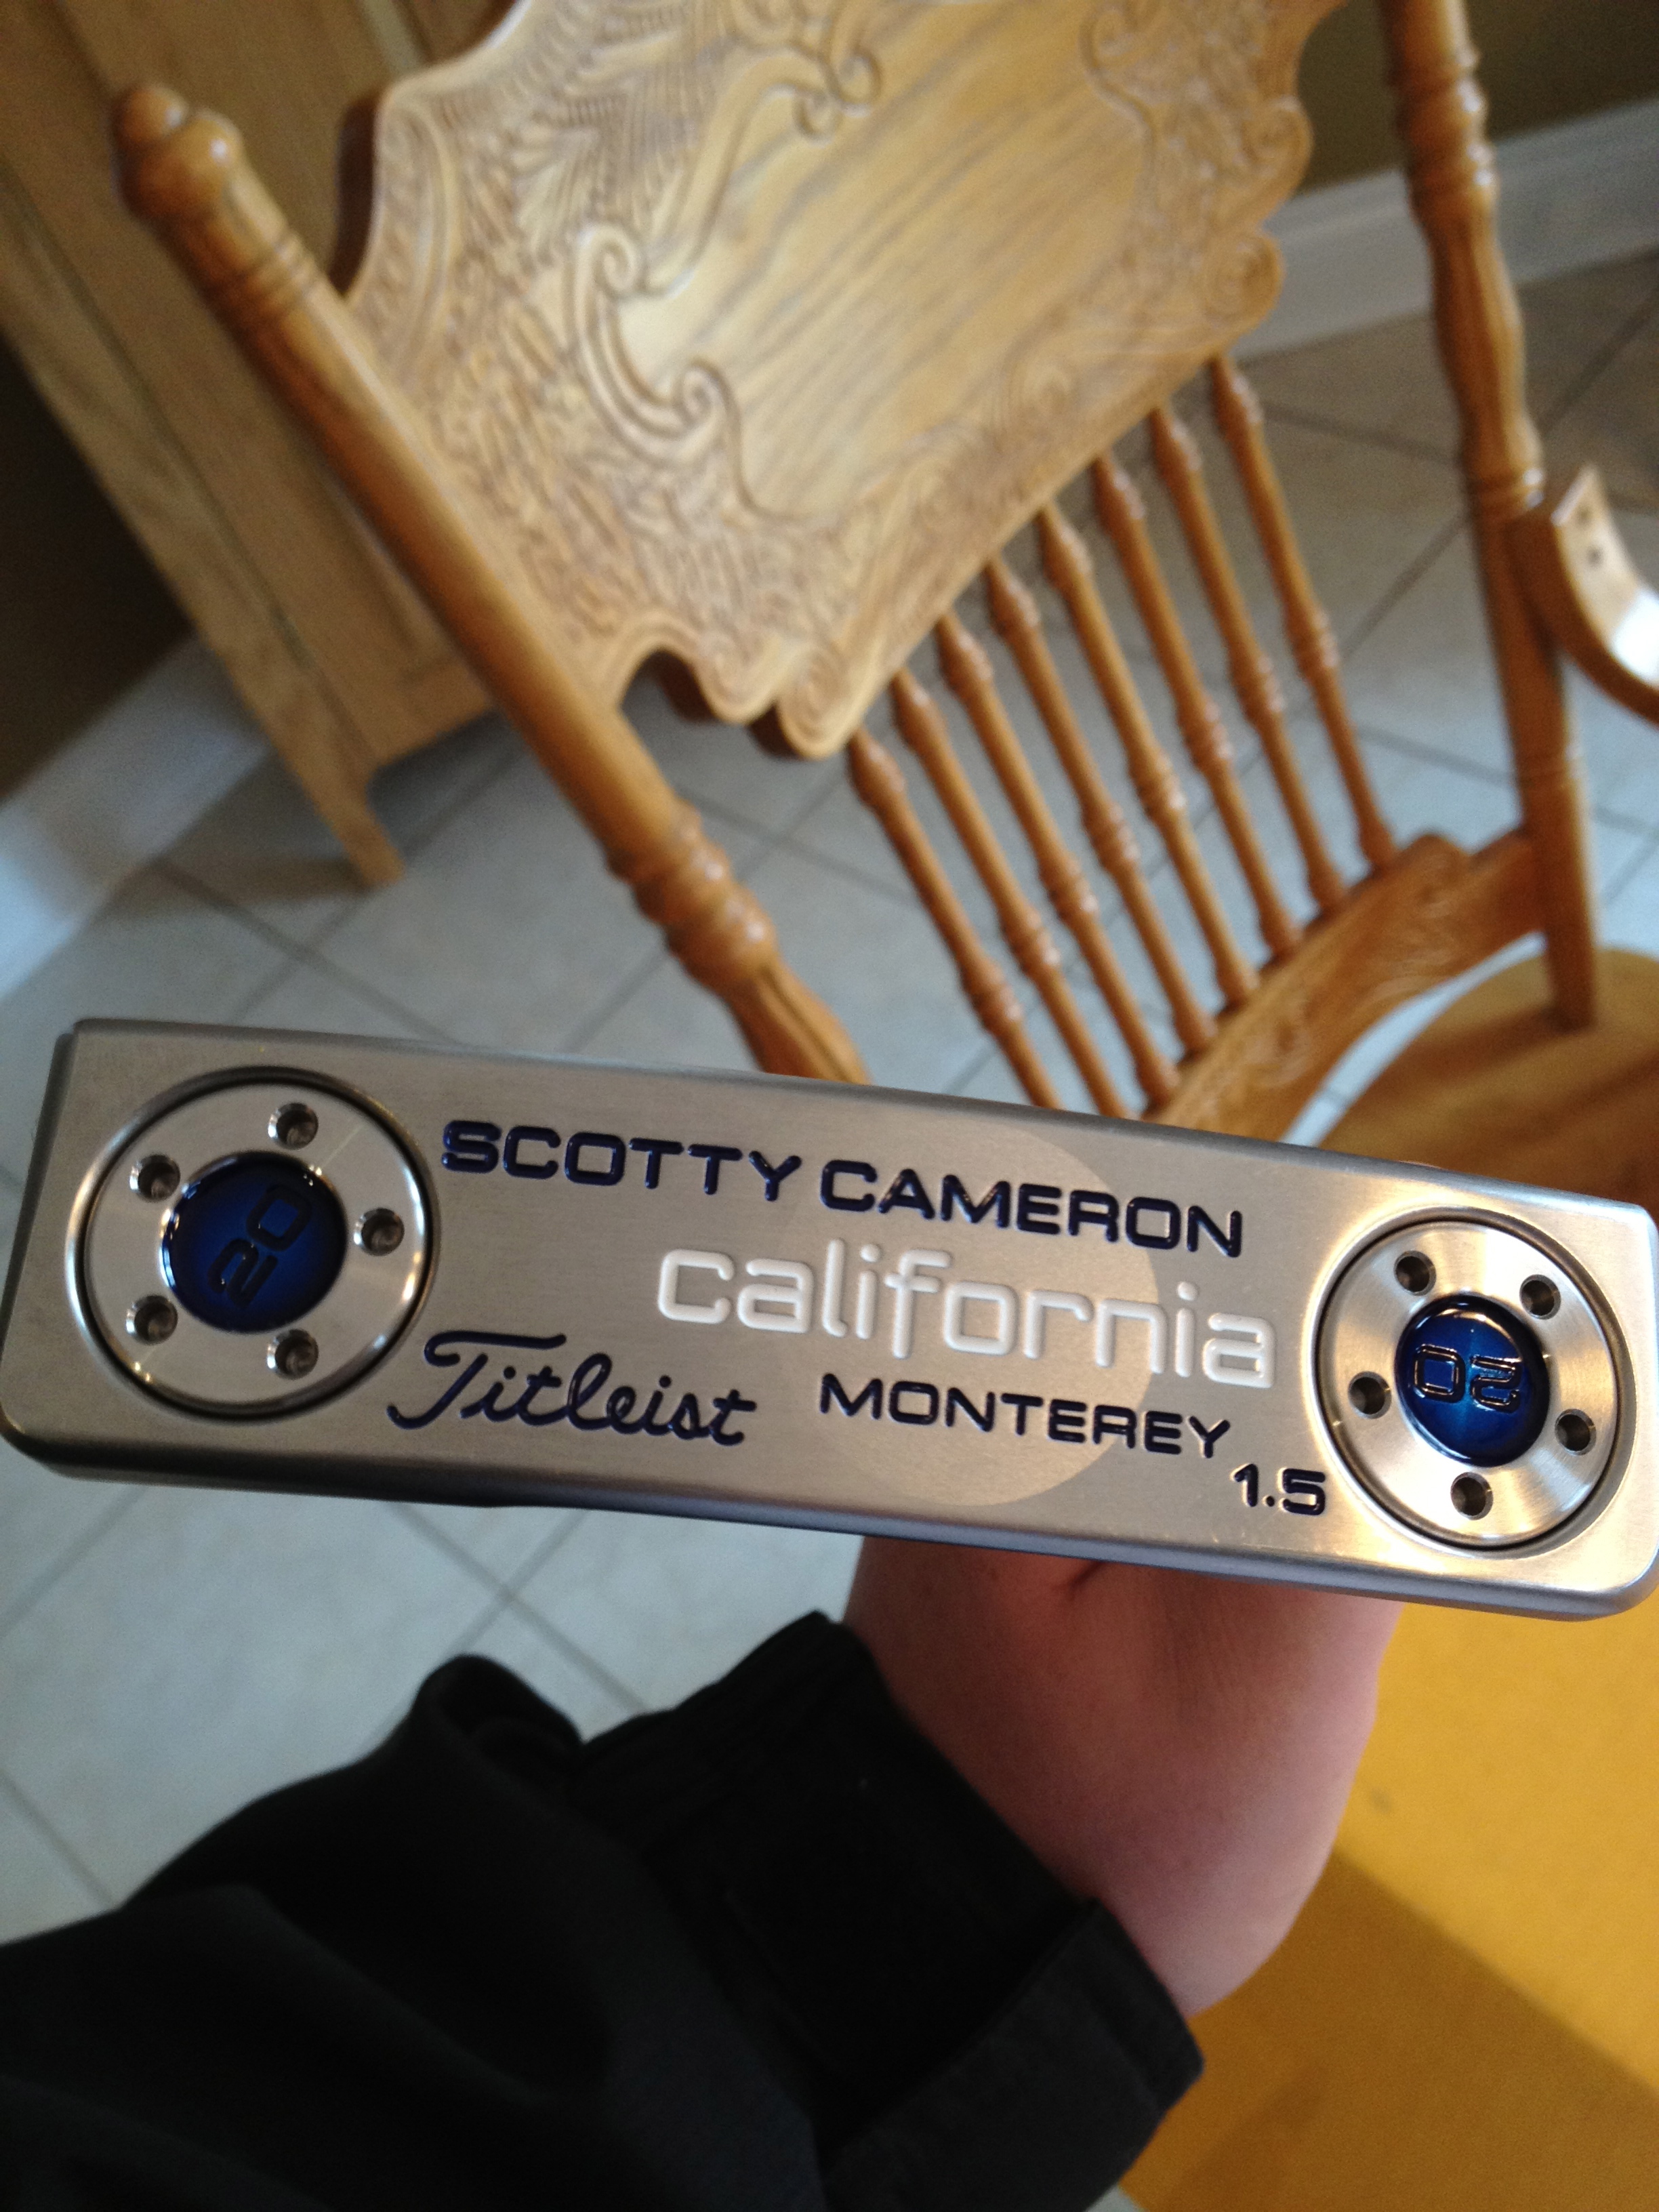 SCOTTY CAMERON
california
Titleist MONTEREY
1.5
20
20